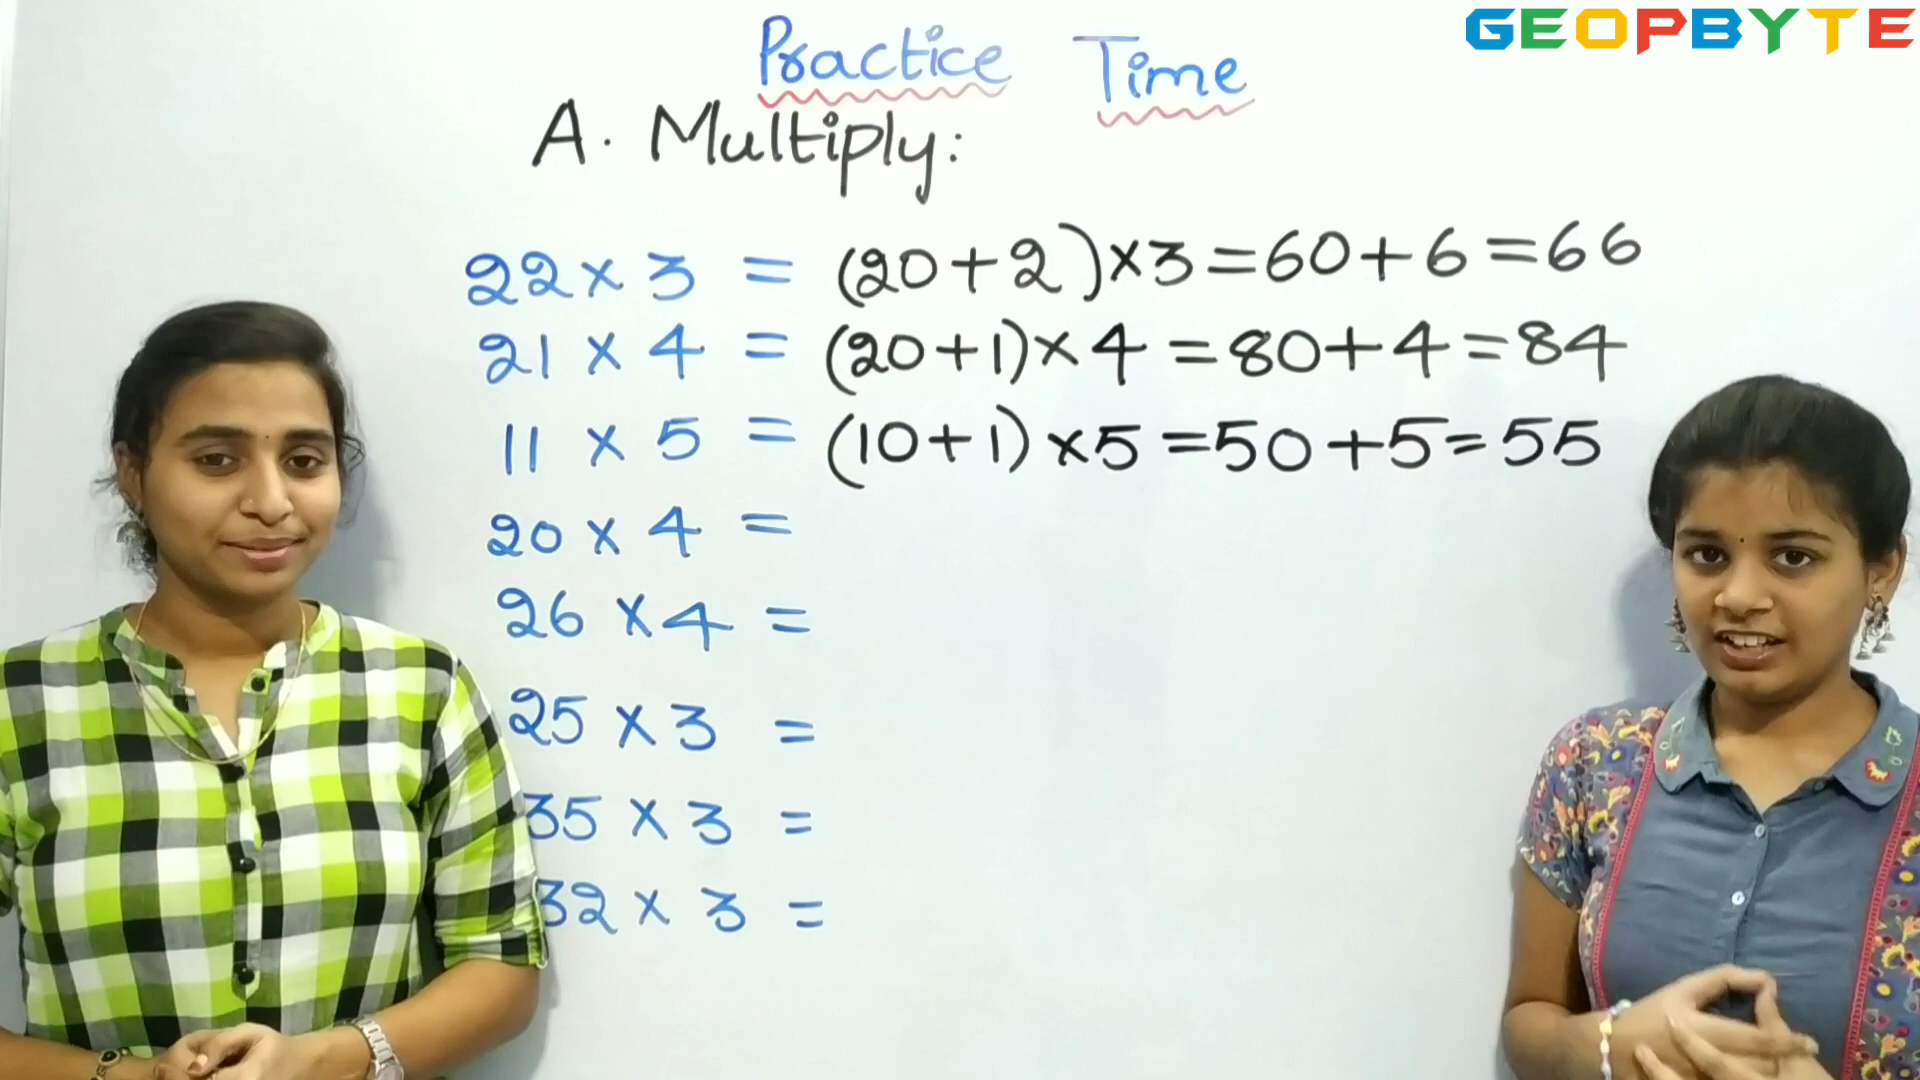 GEOPBYTE
Practice Time
A. Multiply:
22 × 3 = (20+2)×3=60+6=66
21 × 4 = (20+1)×4=80+4=84
11 × 5 = (10+1)×5=50+5=55
20 × 4 =
26 × 4 =
25 × 3 =
35 × 3 =
32 × 3 =